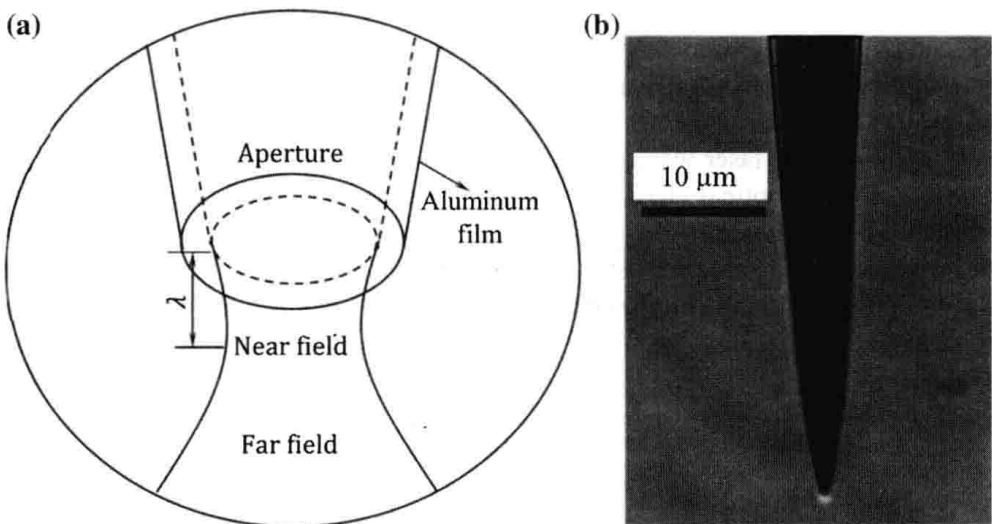 (a)
Aperture
Aluminum
film
λ
Near field
Far field
(b)
10 μm